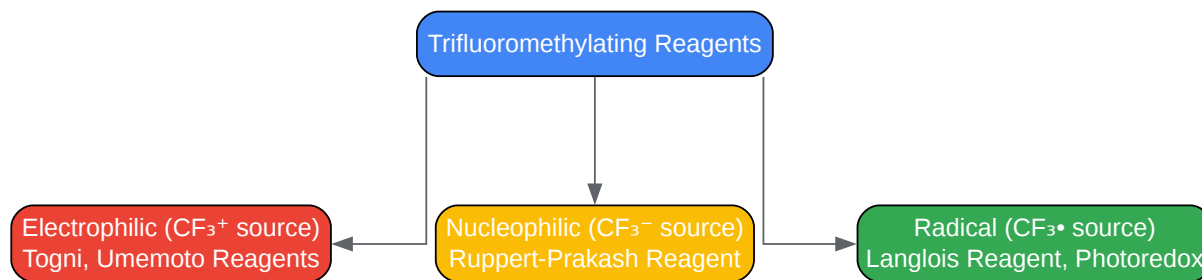 Trifluoromethylating Reagents
Electrophilic (CF₃⁺ source)
Togni, Umemoto Reagents
Nucleophilic (CF₃⁻ source)
Ruppert-Prakash Reagent
Radical (CF₃• source)
Langlois Reagent, Photoredox